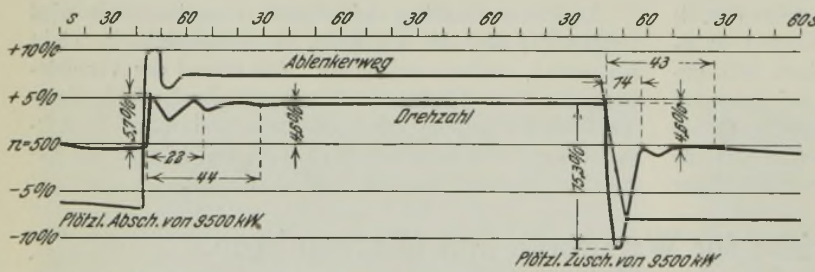 s 30 60 30 60 30 60 30 60 30 60s
+10%
Ablenkerweg
43
14
+5%
5,7%
4,6%
Drehzahl
4,6%
n=500
22
15,3%
44
-5%
Plötzl. Absch. von 9500 kW.
-10%
Plötzl. Zusch. von 9500 kW